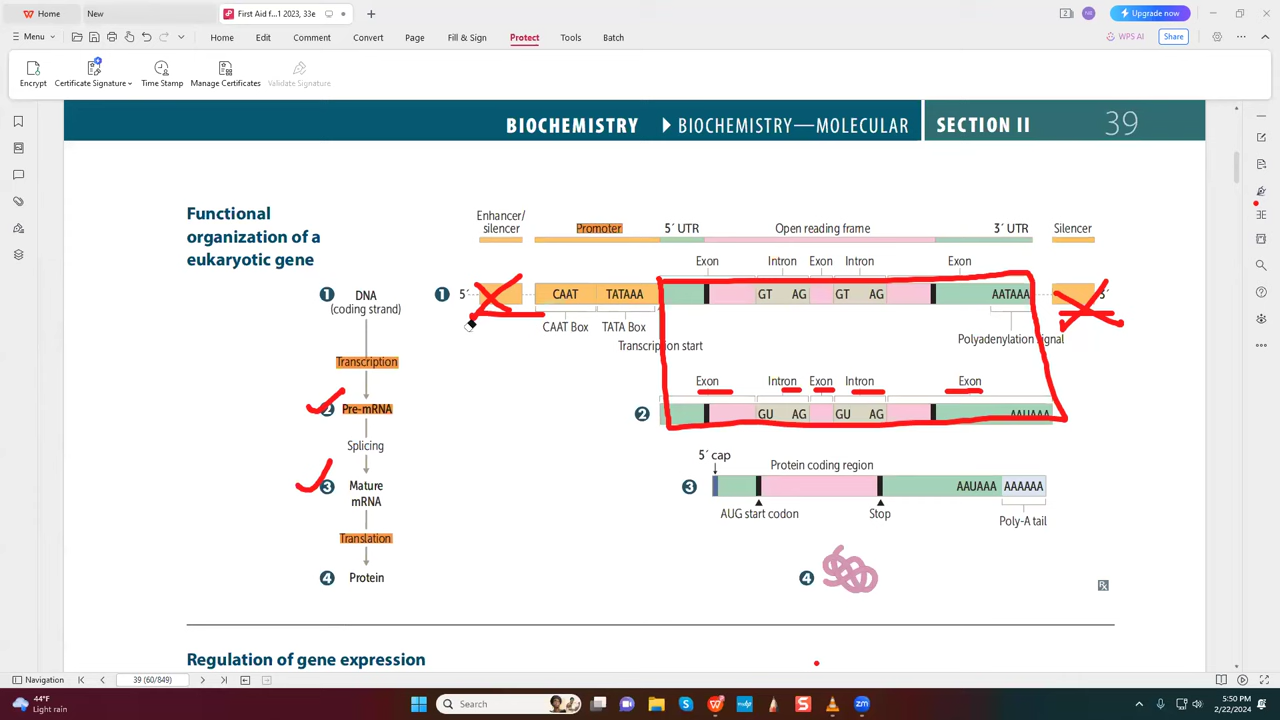 Home
New
First Aid f...1 2023, 33e
Upgrade now
Menu
Home
Edit
Comment
Convert
Page
Fill & Sign
Protect
Tools
Batch
WPS AI
Share
Encrypt
Certificate Signature
Time Stamp
Manage Certificates
Validate Signature
BIOCHEMISTRY
BIOCHEMISTRY—MOLECULAR
SECTION II
39
Functional
organization of a
eukaryotic gene
Enhancer/
silencer
Promoter
5´ UTR
Open reading frame
3´ UTR
Silencer
Exon Intron Exon Intron Exon
1 DNA
(coding strand)
1 5´ CAAT TATAAA GT AG GT AG AATAAA
CAAT Box TATA Box
Transcription start
Polyadenylation signal
Transcription
Exon Intron Exon Intron Exon
Pre-mRNA
2 GU AG GU AG AAUAAA
Splicing
5´ cap Protein coding region
3 Mature
mRNA
3 AAUAAA AAAAAA
AUG start codon Stop Poly-A tail
Translation
4 Protein
4
Rx
Regulation of gene expression
Navigation
39 (60/849)
100%
44°F
Light rain
Search
5:50 PM
2/22/2024